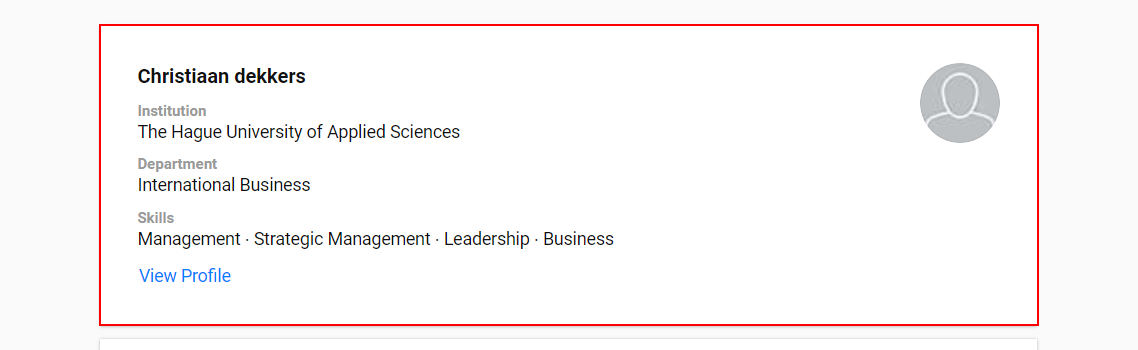 Christiaan dekkers
Institution
The Hague University of Applied Sciences
Department
International Business
Skills
Management · Strategic Management · Leadership · Business
View Profile